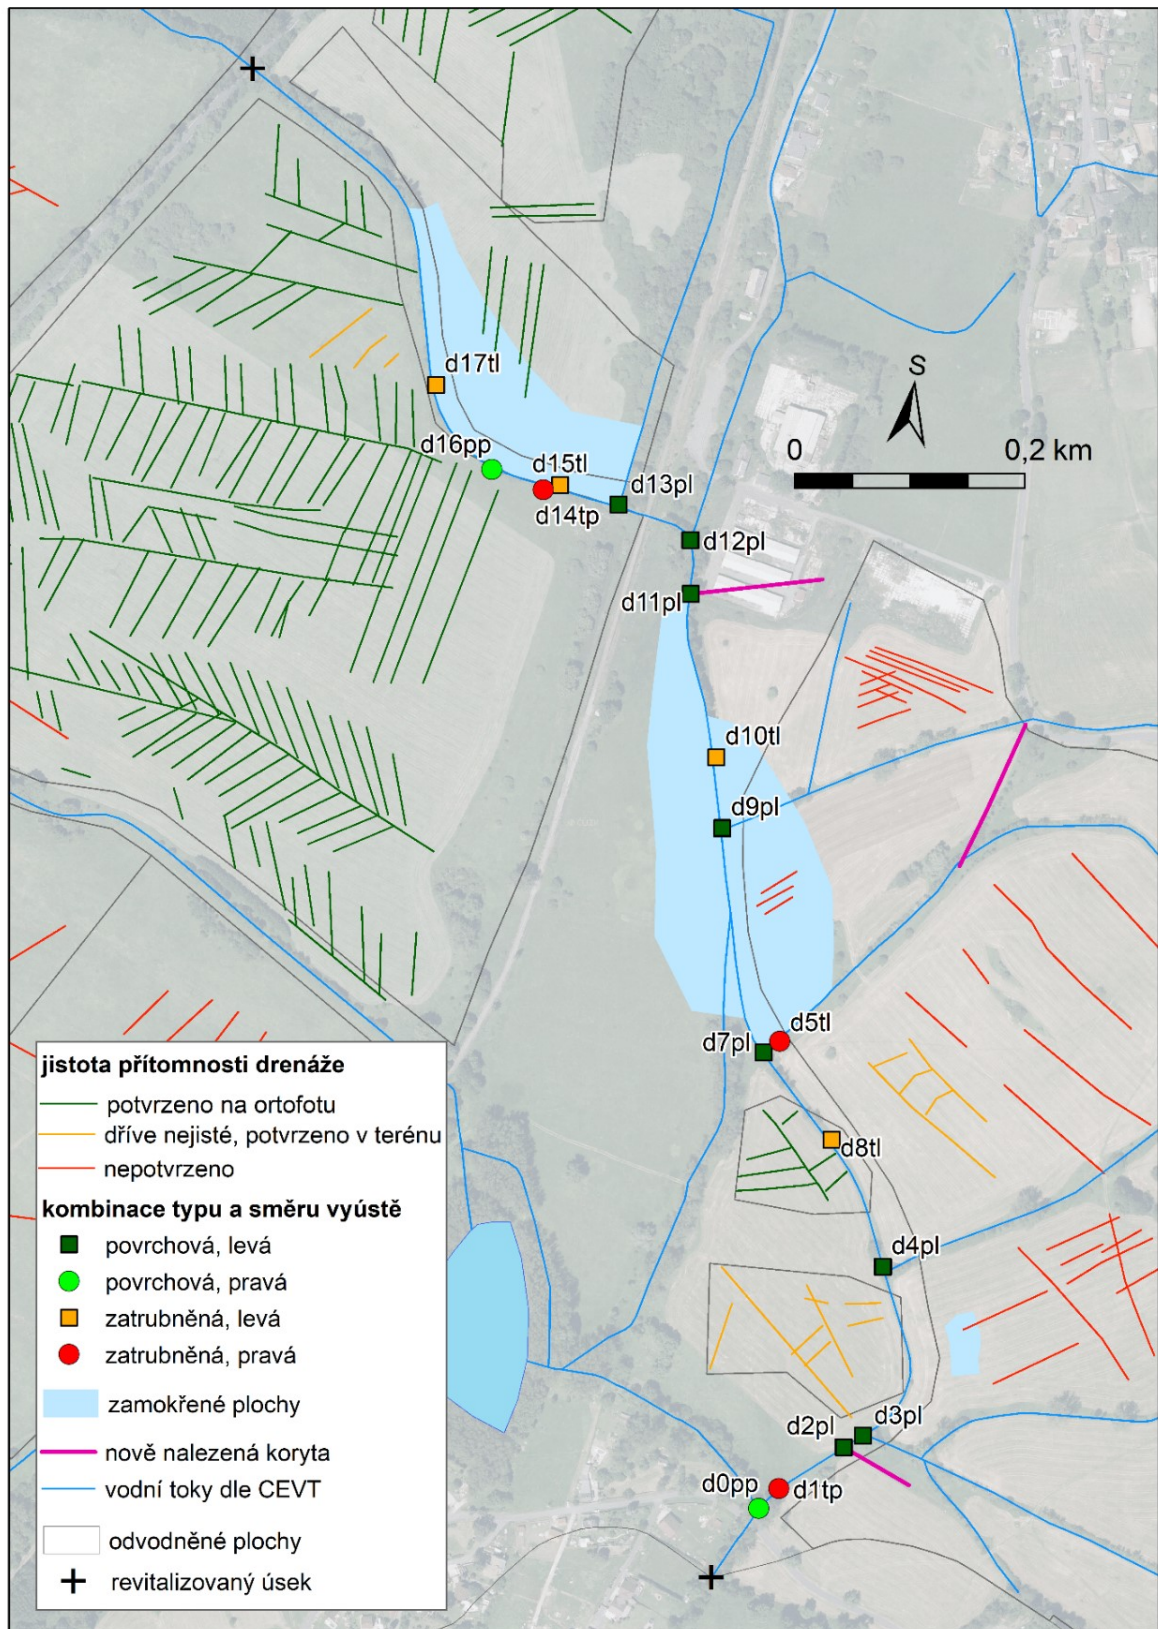 d17tl
S
d16pp
d15tl
0
0,2 km
d13pl
d14tp
d12pl
d11pl
d10tl
d9pl
d5tl
d7pl
d8tl
d4pl
d3pl
d2pl
d0pp
d1tp
jistota přítomnosti drenáže
potvrzeno na ortofotu
dříve nejisté, potvrzeno v terénu
nepotvrzeno
kombinace typu a směru vyústě
povrchová, levá
povrchová, pravá
zatrubněná, levá
zatrubněná, pravá
zamokřené plochy
nově nalezená koryta
vodní toky dle CEVT
odvodněné plochy
revitalizovaný úsek